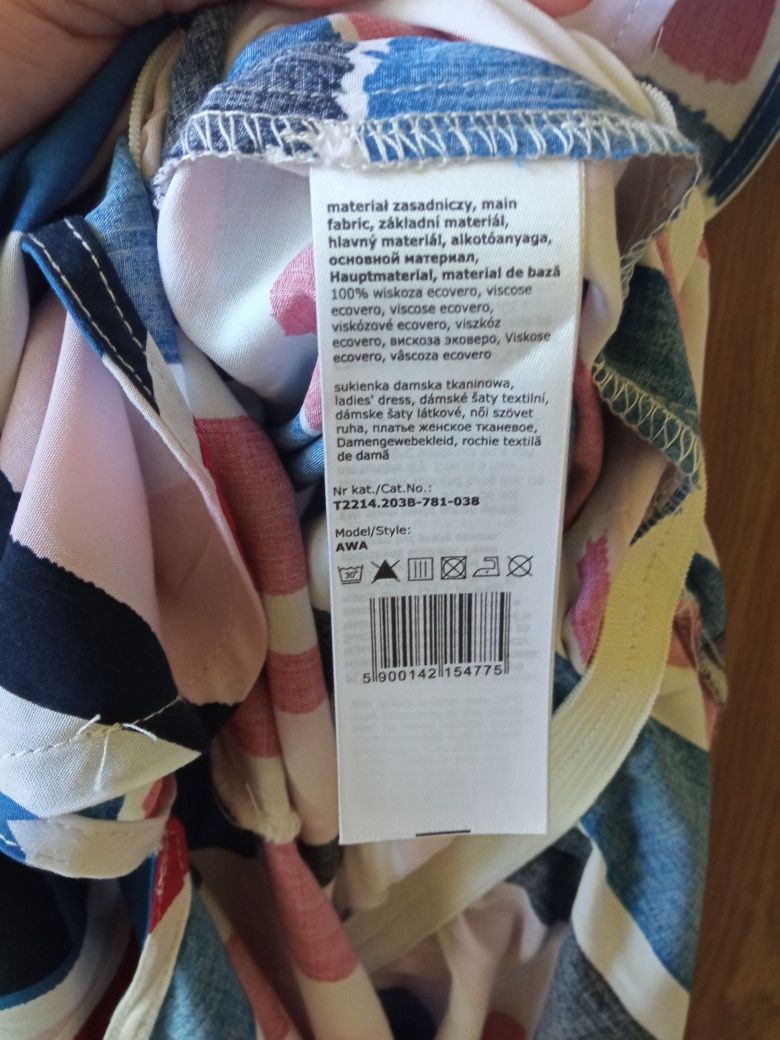 materiał zasadniczy, main
fabric, základní materiál,
hlavný materiál, alkotóanyaga,
основной материал,
Hauptmaterial, material de bază
100% wiskoza ecovero, viscose
ecovero, viscose ecovero,
viskózové ecovero, viszkóz
ecovero, вискоза эковеро, Viskose
ecovero, vâscoza ecovero
sukienka damska tkaninowa,
ladies' dress, dámské šaty textilní,
dámske šaty látkové, női szövet
ruha, платье женское тканевое,
Damengewebekleid, rochie textilă
de damă
Nr kat./Cat.No.:
T2214.203B-781-038
Model/Style:
AWA
30°
5 900142 154775